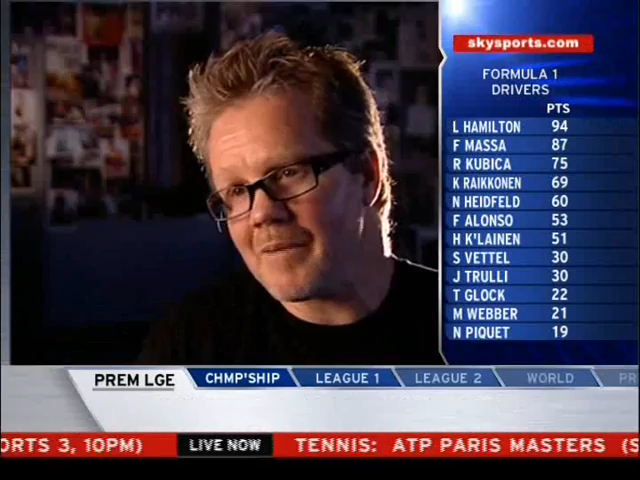 skysports.com
FORMULA 1
DRIVERS
PTS
L HAMILTON 94
F MASSA 87
R KUBICA 75
K RAIKKONEN 69
N HEIDFELD 60
F ALONSO 53
H K'LAINEN 51
S VETTEL 30
J TRULLI 30
T GLOCK 22
M WEBBER 21
N PIQUET 19
PREM LGE CHMP'SHIP LEAGUE 1 LEAGUE 2 WORLD PR
ORTS 3, 10PM) LIVE NOW TENNIS: ATP PARIS MASTERS (S